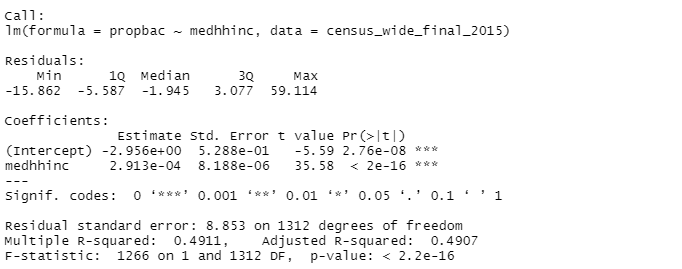 Call:
lm(formula = propbac ~ medhhinc, data = census_wide_final_2015)
Residuals:
Min 1Q Median 3Q Max
-15.862 -5.587 -1.945 3.077 59.114
Coefficients:
Estimate Std. Error t value Pr(>|t|)
(Intercept) -2.956e+00 5.288e-01 -5.59 2.76e-08 ***
medhhinc 2.913e-04 8.188e-06 35.58 < 2e-16 ***
---
Signif. codes: 0 ‘***’ 0.001 ‘**’ 0.01 ‘*’ 0.05 ‘.’ 0.1 ‘ ’ 1
Residual standard error: 8.853 on 1312 degrees of freedom
Multiple R-squared: 0.4911, Adjusted R-squared: 0.4907
F-statistic: 1266 on 1 and 1312 DF, p-value: < 2.2e-16